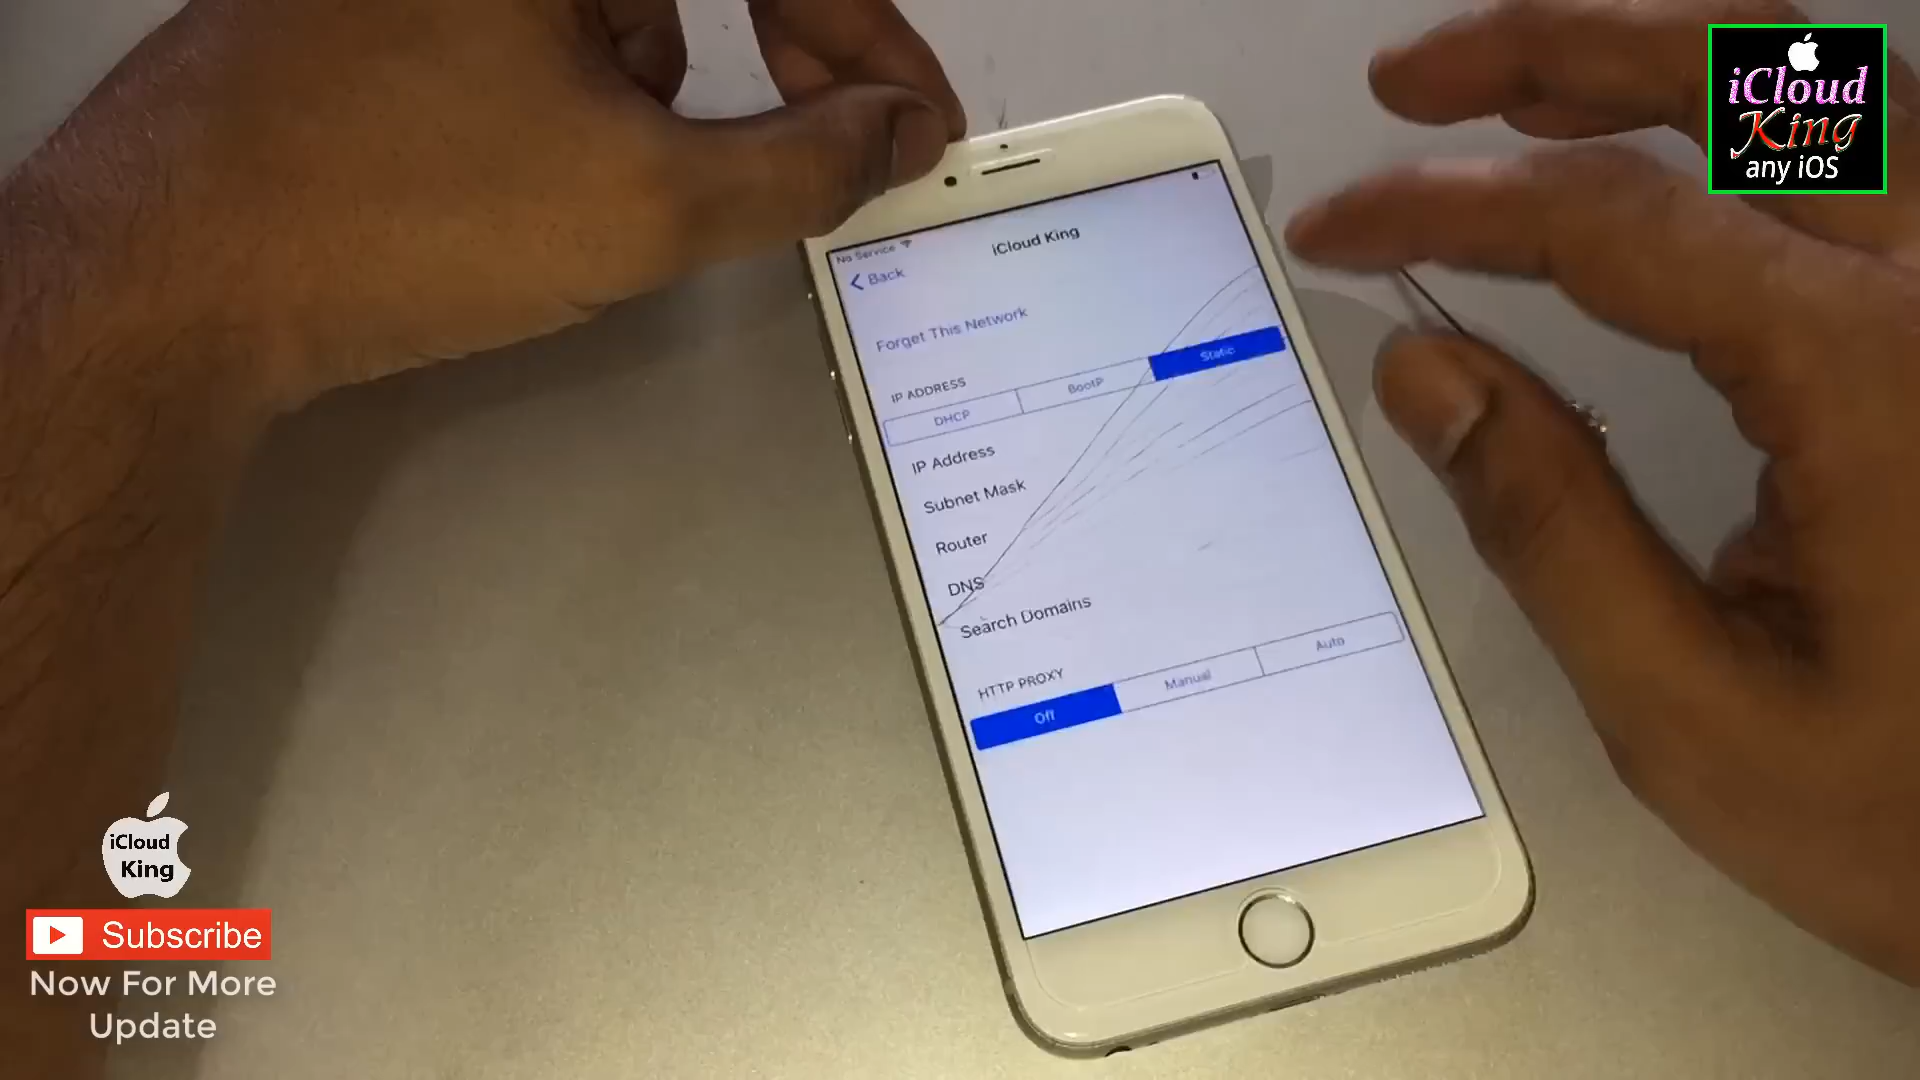 iCloud
King
any iOS
No Service
iCloud King
Back
Forget This Network
IP ADDRESS
DHCP
BootP
Static
IP Address
Subnet Mask
Router
DNS
Search Domains
HTTP PROXY
Off
Manual
Auto
iCloud
King
Subscribe
Now For More
Update